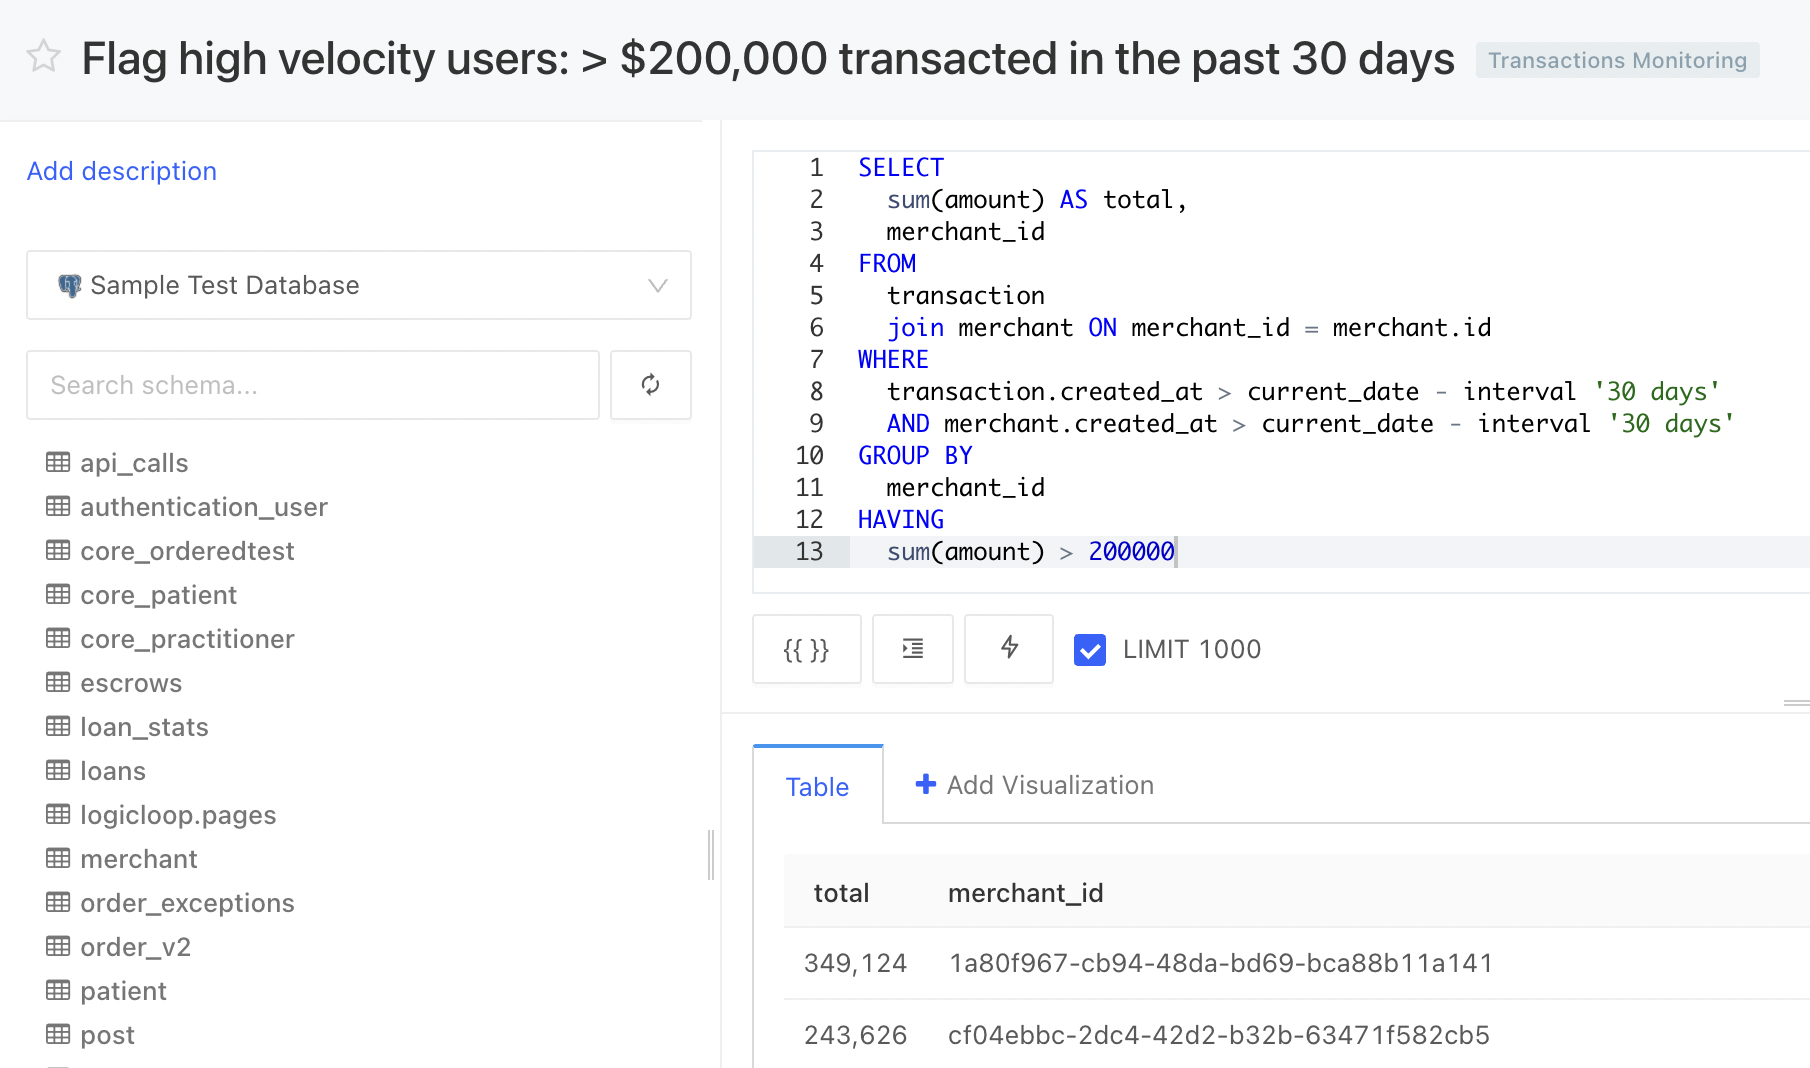 Flag high velocity users: > $200,000 transacted in the past 30 days
Transactions Monitoring
Add description
Sample Test Database
Search schema...
api_calls
authentication_user
core_orderedtest
core_patient
core_practitioner
escrows
loan_stats
loans
logicloop.pages
merchant
order_exceptions
order_v2
patient
post
1 SELECT
2 sum(amount) AS total,
3 merchant_id
4 FROM
5 transaction
6 join merchant ON merchant_id = merchant.id
7 WHERE
8 transaction.created_at > current_date - interval '30 days'
9 AND merchant.created_at > current_date - interval '30 days'
10 GROUP BY
11 merchant_id
12 HAVING
13 sum(amount) > 200000
{{ }}
LIMIT 1000
Table
Add Visualization
total merchant_id
349,124 1a80f967-cb94-48da-bd69-bca88b11a141
243,626 cf04ebbc-2dc4-42d2-b32b-63471f582cb5